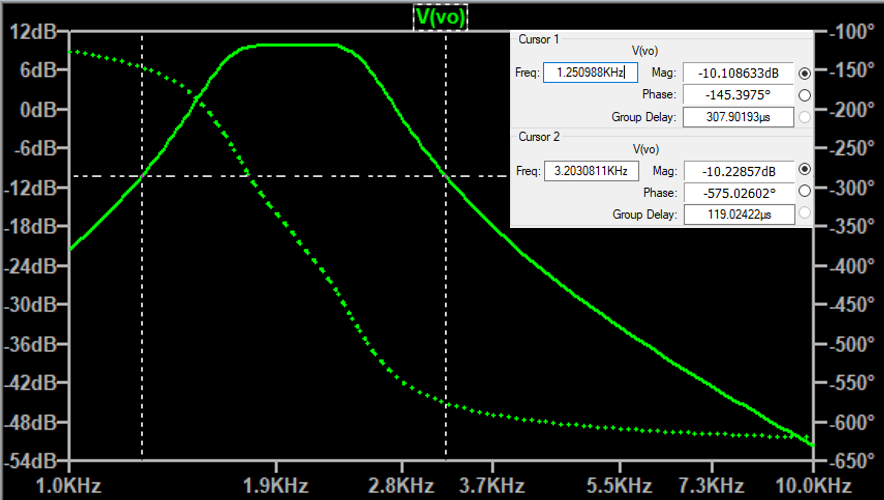 V(vo)
12dB
6dB
0dB
-6dB
-12dB
-18dB
-24dB
-30dB
-36dB
-42dB
-48dB
-54dB
-100°
-150°
-200°
-250°
-300°
-350°
-400°
-450°
-500°
-550°
-600°
-650°
1.0KHz 1.9KHz 2.8KHz 3.7KHz 5.5KHz 7.3KHz 10.0KHz
Cursor 1
V(vo)
Freq: 1.250988KHz Mag: -10.108633dB
Phase: -145.3975°
Group Delay: 307.90193µs
Cursor 2
V(vo)
Freq: 3.2030811KHz Mag: -10.22857dB
Phase: -575.02602°
Group Delay: 119.02422µs